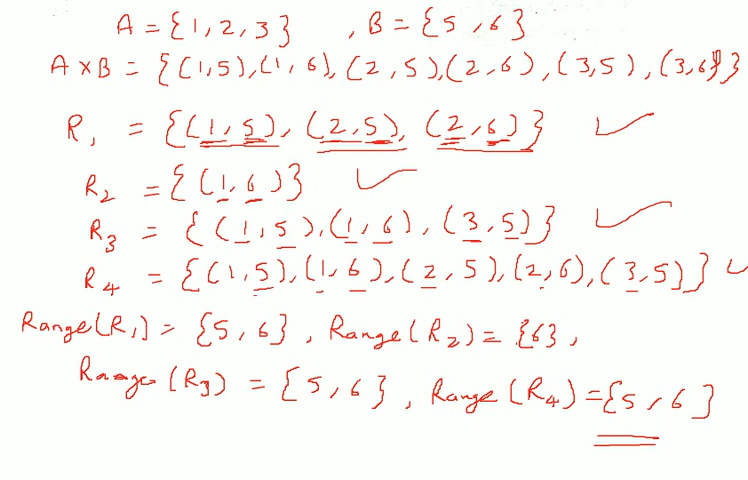 A = {1, 2, 3} , B = {5, 6}
A × B = {(1,5), (1, 6), (2, 5), (2, 6), (3,5), (3,6)}
R₁ = {(1, 5), (2, 5), (2, 6)} ✓
R₂ = {(1, 6)} ✓
R₃ = {(1, 5), (1, 6), (3, 5)} ✓
R₄ = {(1, 5), (1, 6), (2, 5), (2, 6), (3, 5)} ✓
Range(R₁) = {5, 6} , Range(R₂) = {6} ,
Range (R₃) = {5, 6} , Range (R₄) = {5, 6}